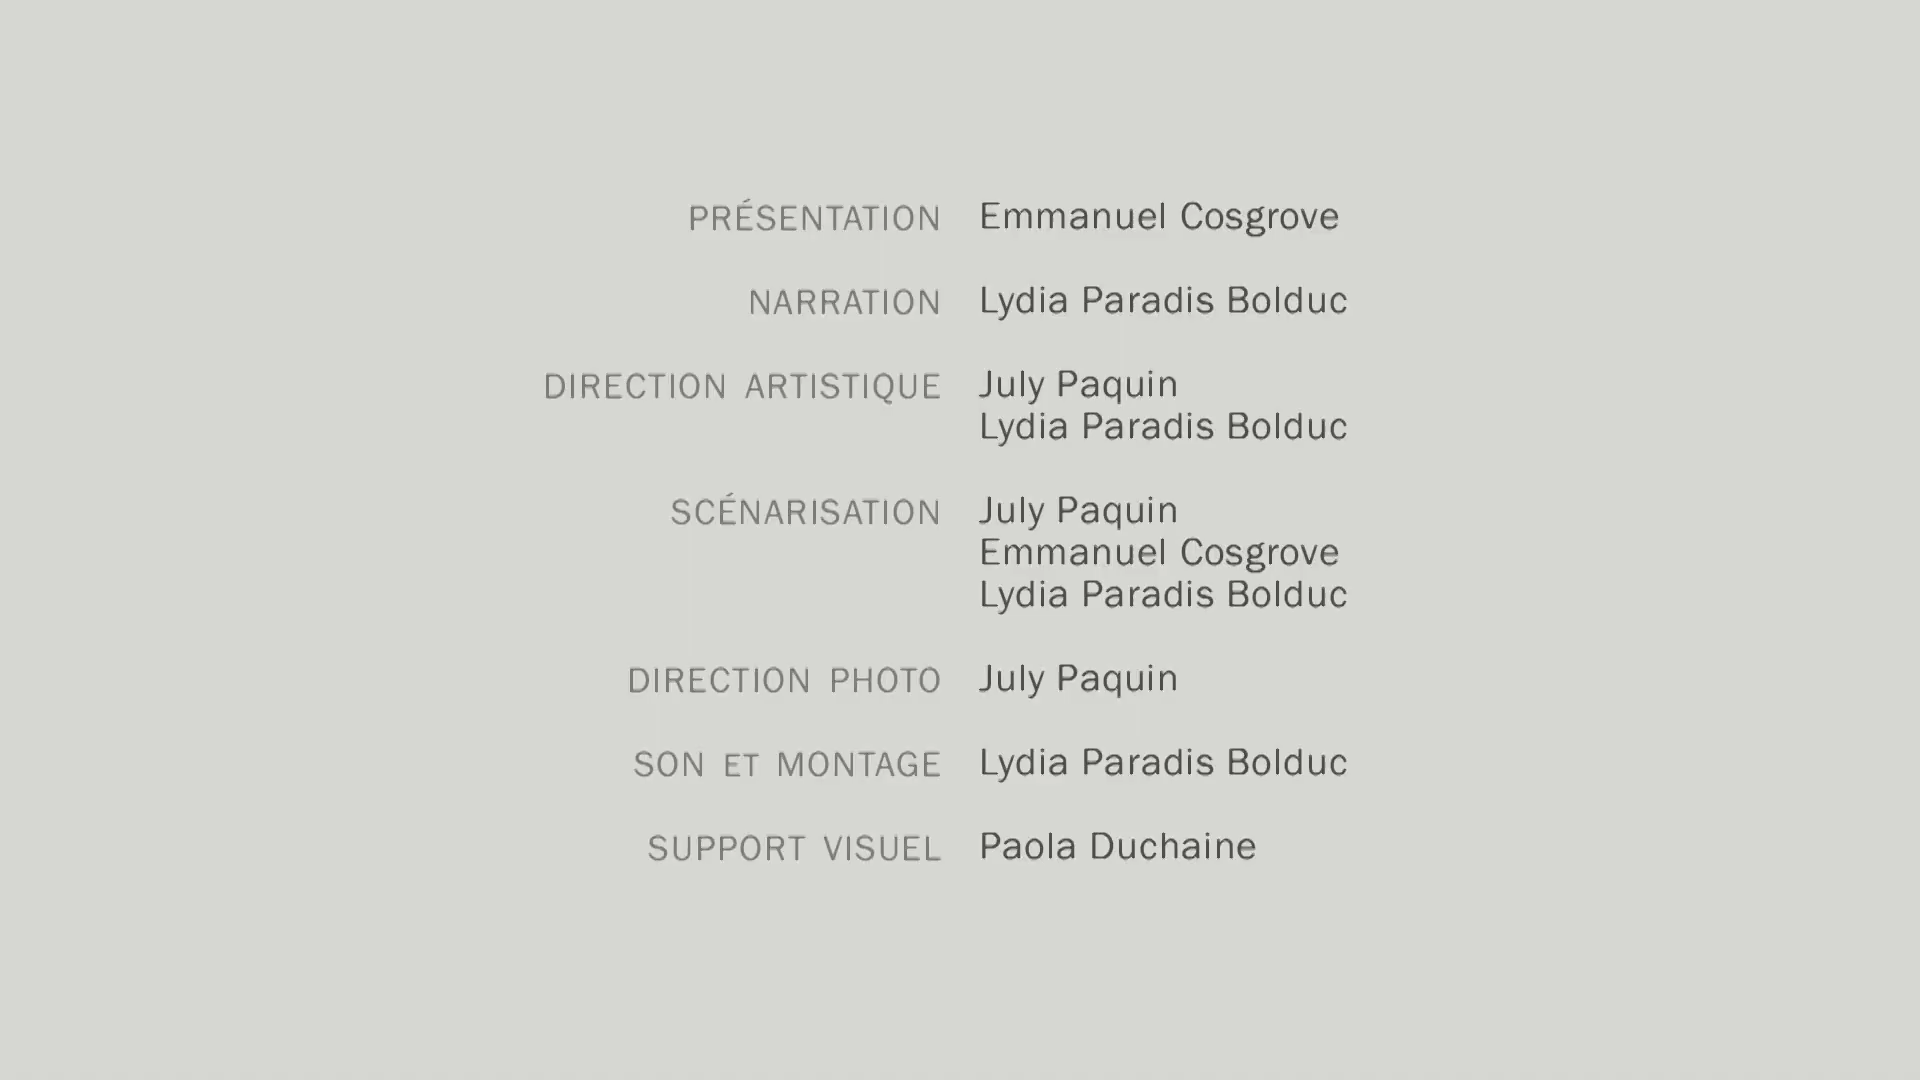 PRÉSENTATION Emmanuel Cosgrove
NARRATION Lydia Paradis Bolduc
DIRECTION ARTISTIQUE July Paquin
Lydia Paradis Bolduc
SCÉNARISATION July Paquin
Emmanuel Cosgrove
Lydia Paradis Bolduc
DIRECTION PHOTO July Paquin
SON ET MONTAGE Lydia Paradis Bolduc
SUPPORT VISUEL Paola Duchaine